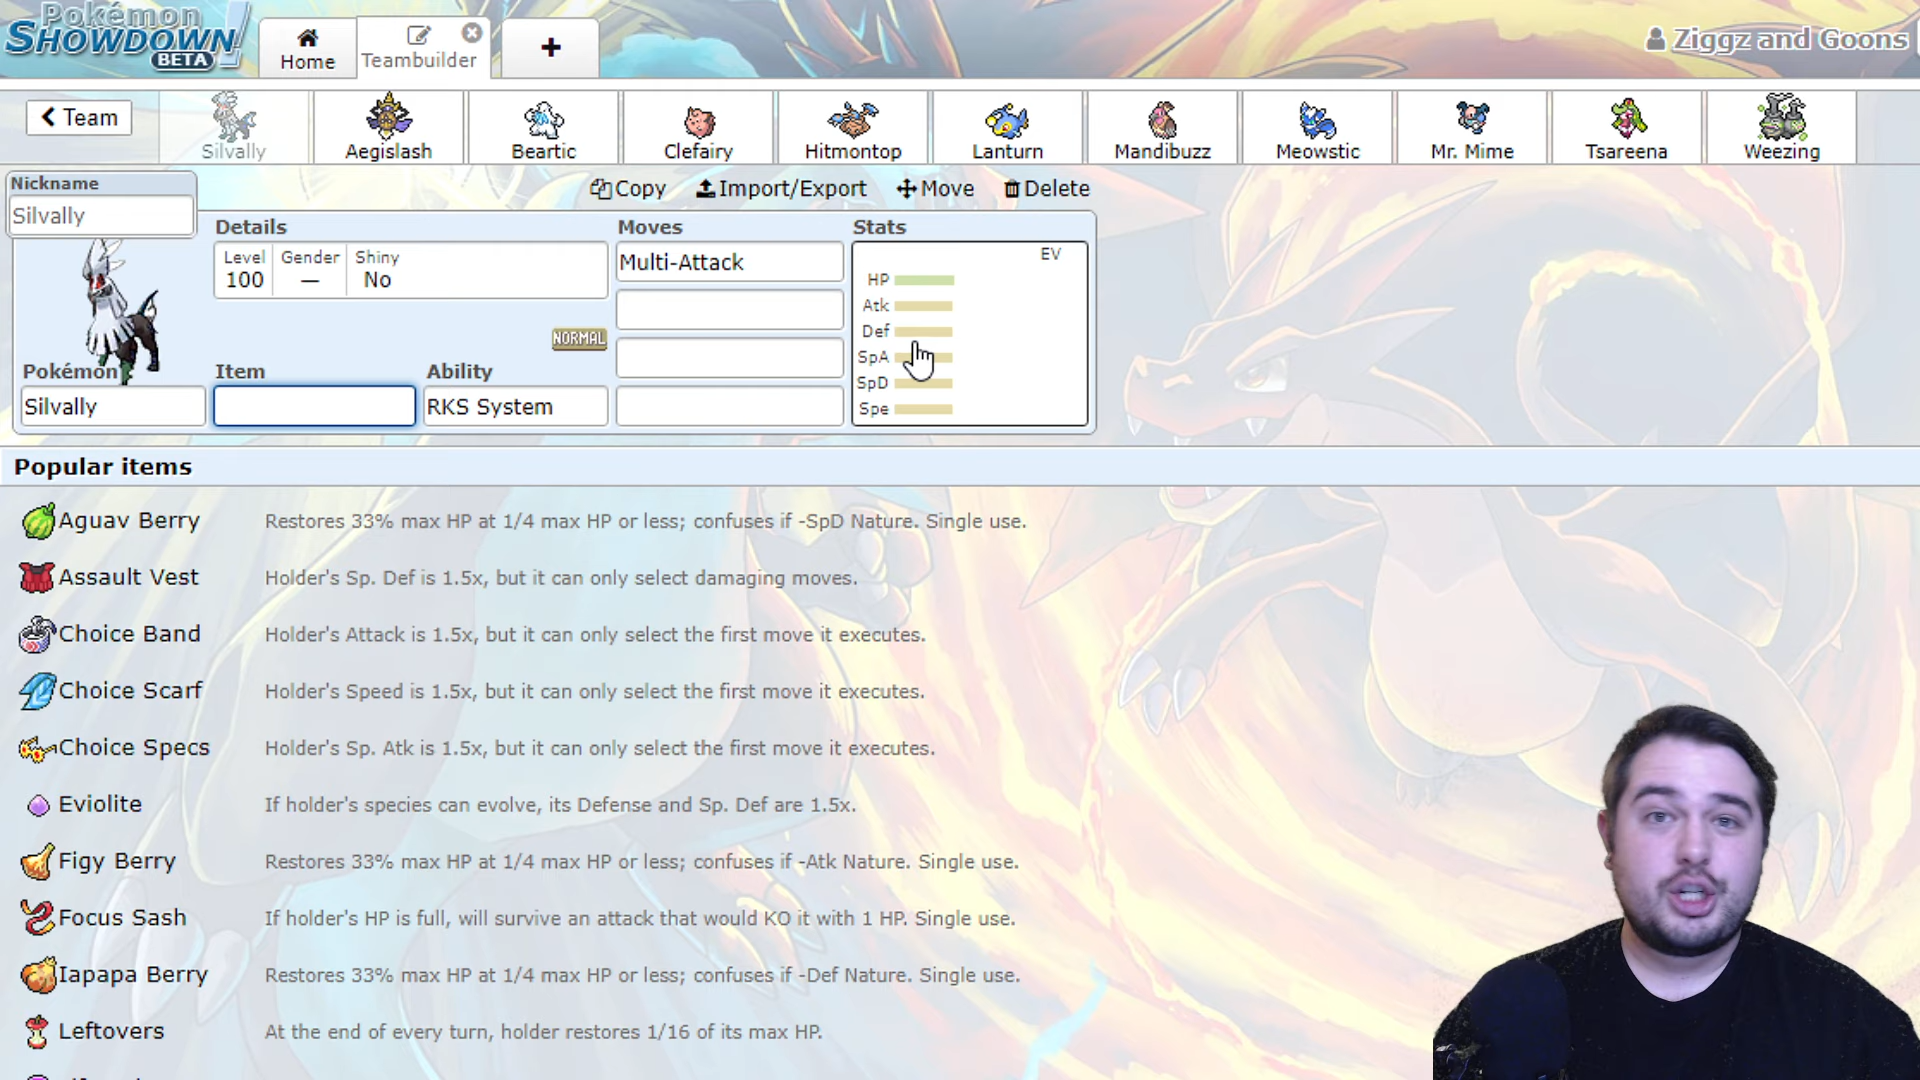 Pokémon
SHOWDOWN!
BETA
Home
Teambuilder
+
Ziggz and Goons
Team
Silvally
Aegislash
Beartic
Clefairy
Hitmontop
Lanturn
Mandibuzz
Meowstic
Mr. Mime
Tsareena
Weezing
Nickname
Silvally
Copy Import/Export Move Delete
Details
Level Gender Shiny
100 — No
NORMAL
Pokémon Item Ability
Silvally RKS System
Moves
Multi-Attack
Stats
EV
HP
Atk
Def
SpA
SpD
Spe
Popular items
Aguav Berry Restores 33% max HP at 1/4 max HP or less; confuses if -SpD Nature. Single use.
Assault Vest Holder's Sp. Def is 1.5x, but it can only select damaging moves.
Choice Band Holder's Attack is 1.5x, but it can only select the first move it executes.
Choice Scarf Holder's Speed is 1.5x, but it can only select the first move it executes.
Choice Specs Holder's Sp. Atk is 1.5x, but it can only select the first move it executes.
Eviolite If holder's species can evolve, its Defense and Sp. Def are 1.5x.
Figy Berry Restores 33% max HP at 1/4 max HP or less; confuses if -Atk Nature. Single use.
Focus Sash If holder's HP is full, will survive an attack that would KO it with 1 HP. Single use.
Iapapa Berry Restores 33% max HP at 1/4 max HP or less; confuses if -Def Nature. Single use.
Leftovers At the end of every turn, holder restores 1/16 of its max HP.